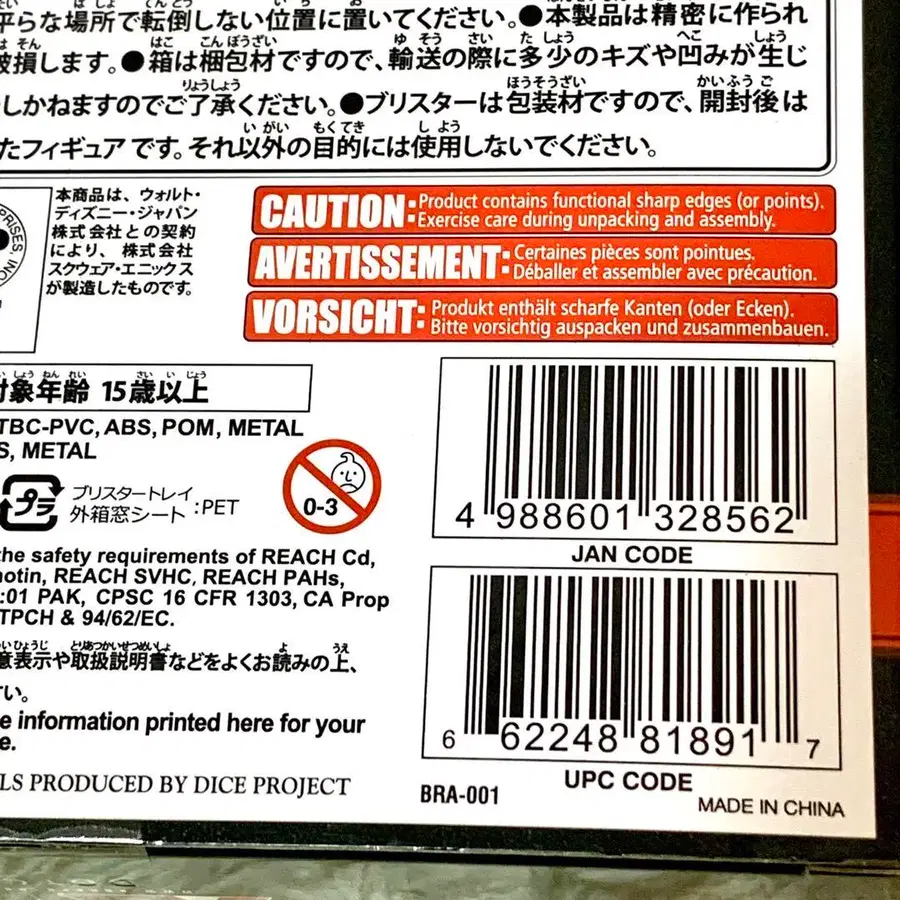 平らな場所で転倒しない位置に置いてください。●本製品は精密に作られ
破損します。●箱は梱包材ですので、輸送の際に多少のキズや凹みが生じ
しかねますのでご了承ください。●ブリスターは包装材ですので、開封後は
たフィギュアです。それ以外の目的には使用しないでください。
PRISES, INC
本商品は、ウォルト・
ディズニー・ジャパン
株式会社との契約
により、株式会社
スクウェア・エニックス
が製造したものです。
CAUTION: Product contains functional sharp edges (or points).
Exercise care during unpacking and assembly.
AVERTISSEMENT: Certaines pièces sont pointues.
Déballer et assembler avec précaution.
VORSICHT: Produkt enthält scharfe Kanten (oder Ecken).
Bitte vorsichtig auspacken und zusammenbauen.
対象年齢 15歳以上
TBC-PVC, ABS, POM, METAL
S, METAL
プラ
ブリスタートレイ
外箱窓シート :PET
0-3
4 988601 328562
JAN CODE
the safety requirements of REACH Cd,
notin, REACH SVHC, REACH PAHs,
:01 PAK, CPSC 16 CFR 1303, CA Prop
TPCH & 94/62/EC.
意表示や取扱説明書などをよくお読みの上、
さい。
e information printed here for your
e.
6 62248 81891 7
UPC CODE
LS PRODUCED BY DICE PROJECT
BRA-001
MADE IN CHINA